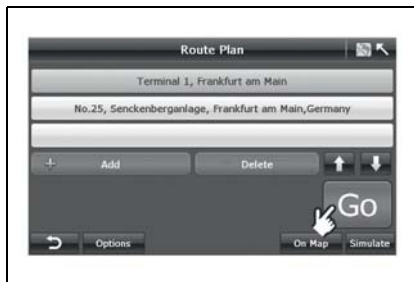 Route Plan
Terminal 1, Frankfurt am Main
No.25, Senckenberganlage, Frankfurt am Main,Germany
+ Add Delete
Go
Options On Map Simulate